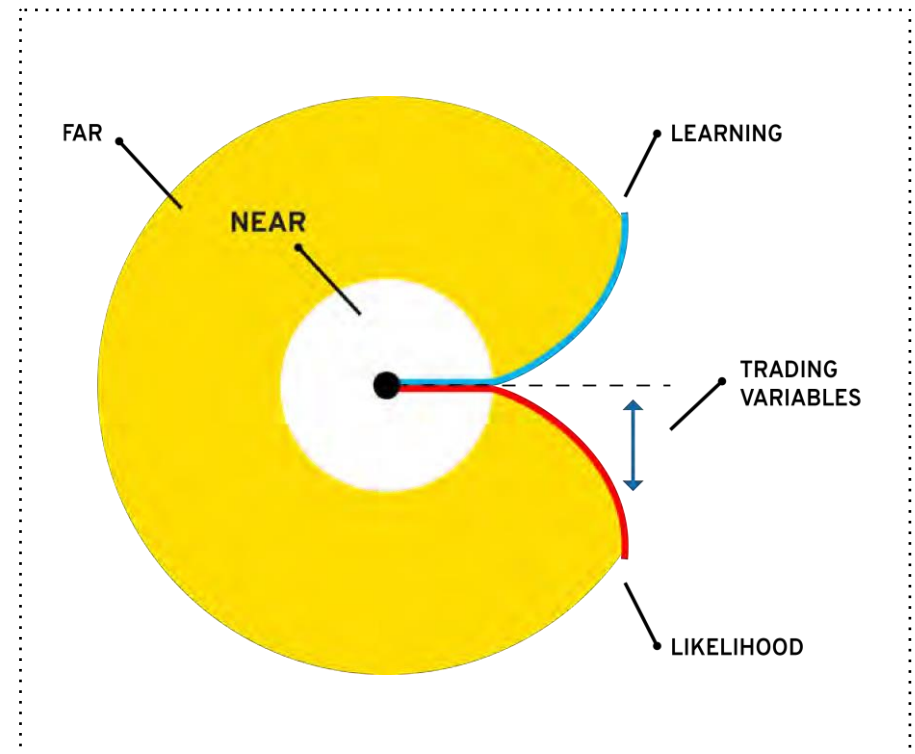 FAR
LEARNING
NEAR
TRADING
VARIABLES
LIKELIHOOD